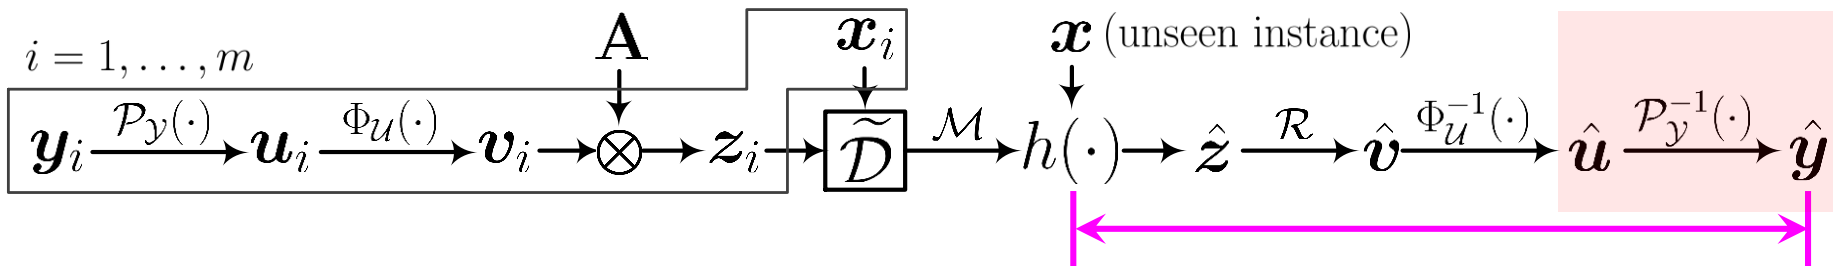 A x_i x (unseen instance)
i = 1, . . . , m
y_i P_Y(·) u_i Φ_U(·) v_i ⊗ z_i D̃ M h(·) ẑ R v̂ Φ_U^{-1}(·) û P_Y^{-1}(·) ŷ